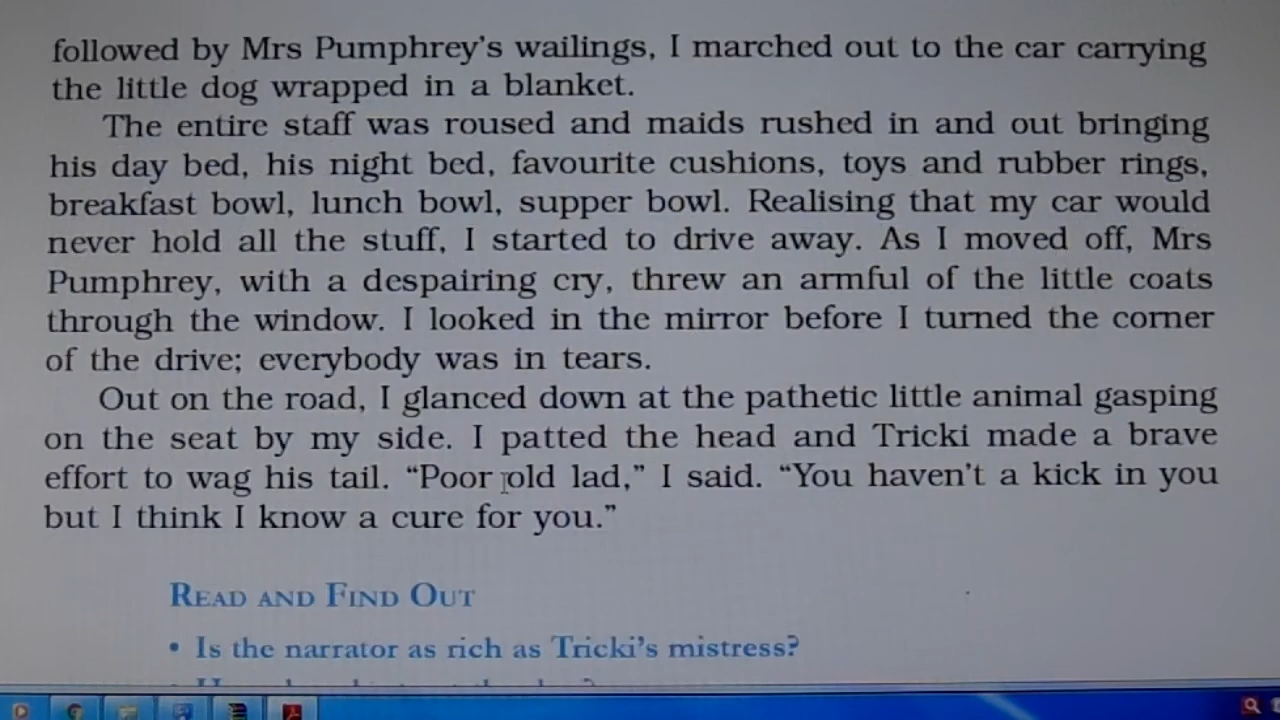 followed by Mrs Pumphrey's wailings, I marched out to the car carrying
the little dog wrapped in a blanket.
The entire staff was roused and maids rushed in and out bringing
his day bed, his night bed, favourite cushions, toys and rubber rings,
breakfast bowl, lunch bowl, supper bowl. Realising that my car would
never hold all the stuff, I started to drive away. As I moved off, Mrs
Pumphrey, with a despairing cry, threw an armful of the little coats
through the window. I looked in the mirror before I turned the corner
of the drive; everybody was in tears.
Out on the road, I glanced down at the pathetic little animal gasping
on the seat by my side. I patted the head and Tricki made a brave
effort to wag his tail. “Poor old lad,” I said. “You haven't a kick in you
but I think I know a cure for you.”
READ AND FIND OUT
• Is the narrator as rich as Tricki's mistress?